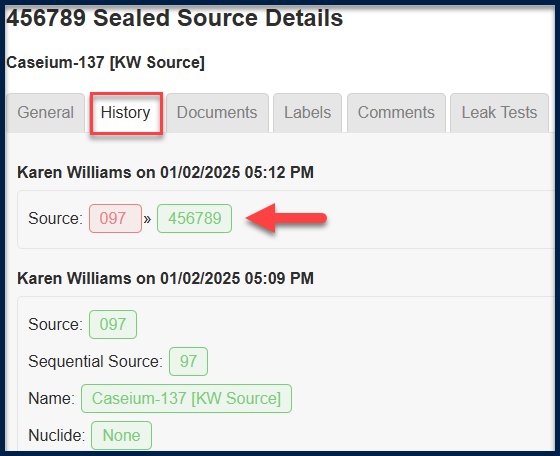 456789 Sealed Source Details
Caseium-137 [KW Source]
General History Documents Labels Comments Leak Tests
Karen Williams on 01/02/2025 05:12 PM
Source: 097 » 456789
Karen Williams on 01/02/2025 05:09 PM
Source: 097
Sequential Source: 97
Name: Caseium-137 [KW Source]
Nuclide: None